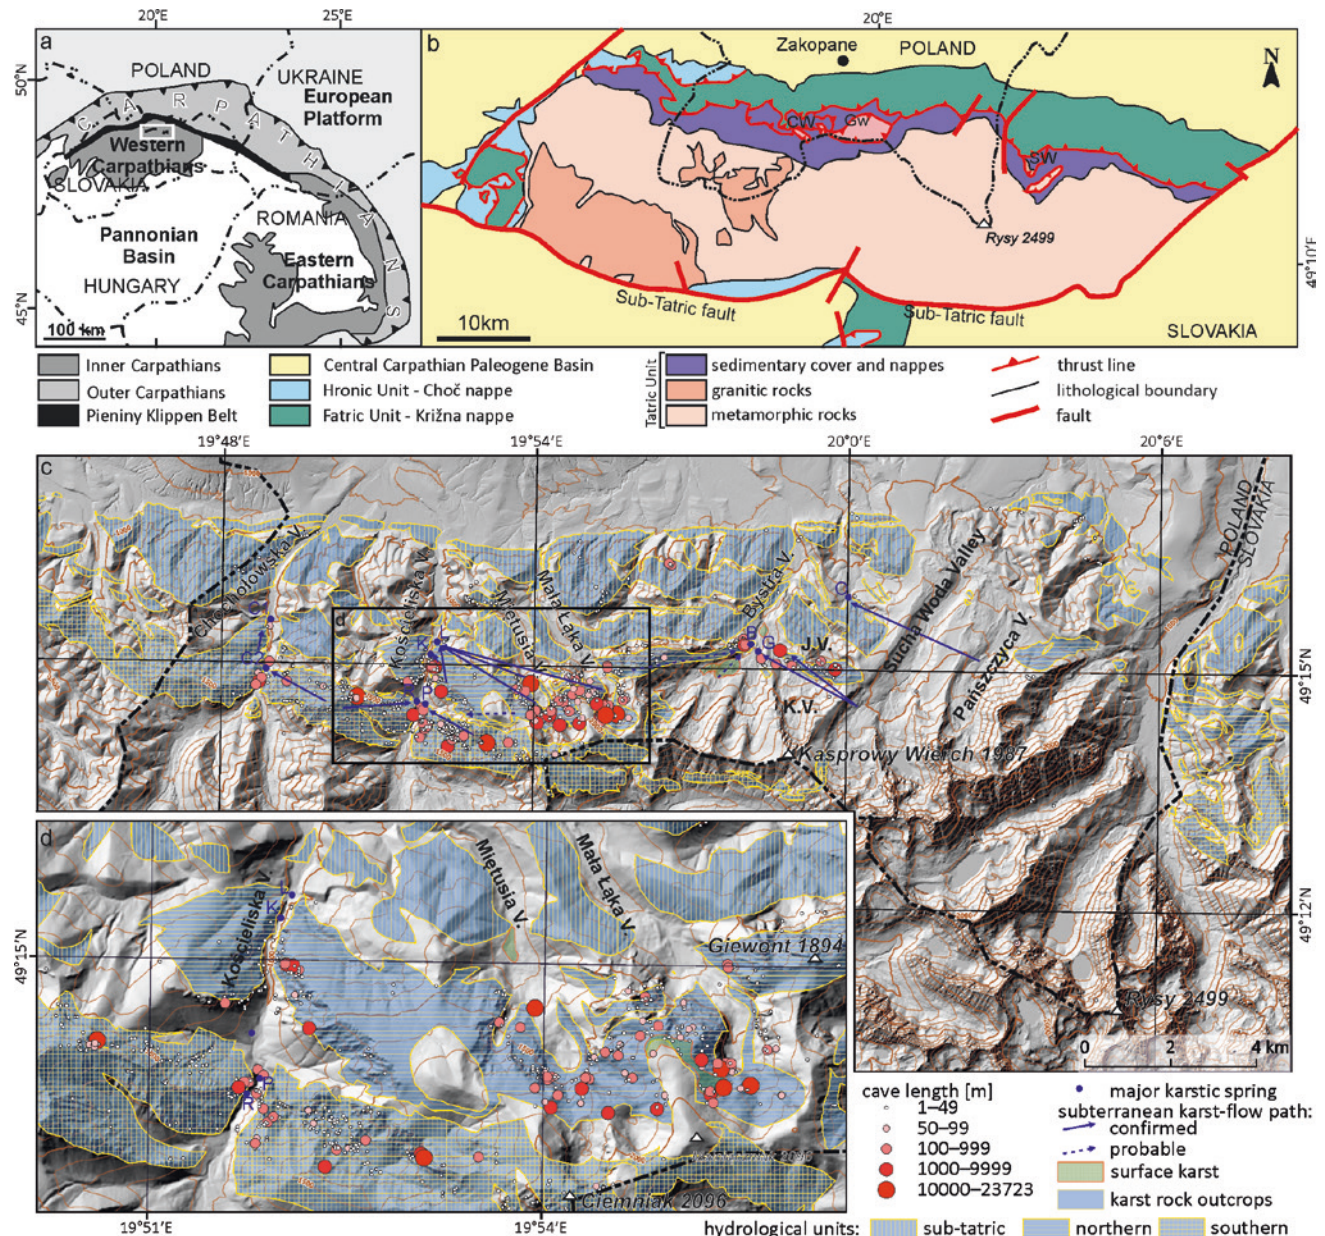 20°E
25°E
a
50°N
45°N
POLAND
UKRAINE
European
Platform
CARPATHIANS
Western
Carpathians
SLOVAKIA
ROMANIA
Pannonian
Basin
HUNGARY
Eastern
Carpathians
100 km
20°E
b
Zakopane
POLAND
N
CW
Gw
SW
Rysy 2499
49°10'E
Sub-Tatric fault
Sub-Tatric fault
10km
SLOVAKIA
Inner Carpathians
Outer Carpathians
Pieniny Klippen Belt
Central Carpathian Paleogene Basin
Hronic Unit - Choč nappe
Fatric Unit - Križna nappe
Tatric Unit
sedimentary cover and nappes
granitic rocks
metamorphic rocks
thrust line
lithological boundary
fault
19°48'E
19°54'E
20°0'E
20°6'E
c
POLAND
SLOVAKIA
Chochołowska V.
Kościeliska V.
Miętusia V.
Mała Łąka V.
Bystra V.
Sucha Woda Valley
Pańszczyca V.
J.V.
K.V.
d
K
P
B
G
Kasprowy Wierch 1987
49°15'N
49°12'N
Rysy 2499
0 2 4 km
d
Kościeliska V.
Miętusia V.
Mała Łąka V.
K
P
R
Giewont 1894
Ciemniak 2096
49°15'N
19°51'E
19°54'E
cave length [m]
1–49
50–99
100–999
1000–9999
10000–23723
major karstic spring
subterranean karst-flow path:
confirmed
probable
surface karst
karst rock outcrops
hydrological units:
sub-tatric
northern
southern